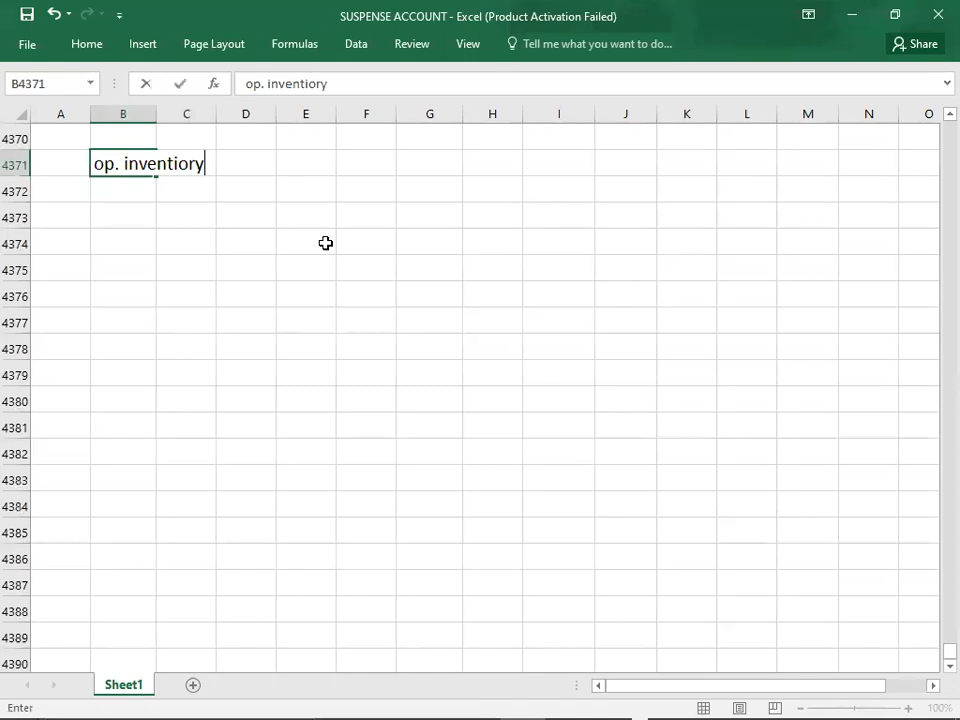 SUSPENSE ACCOUNT - Excel (Product Activation Failed)
File Home Insert Page Layout Formulas Data Review View Tell me what you want to do... Share
B4371 fx op. inventiory
A B C D E F G H I J K L M N O
4370
4371 op. inventiory
4372
4373
4374
4375
4376
4377
4378
4379
4380
4381
4382
4383
4384
4385
4386
4387
4388
4389
4390
Sheet1
Enter 100%